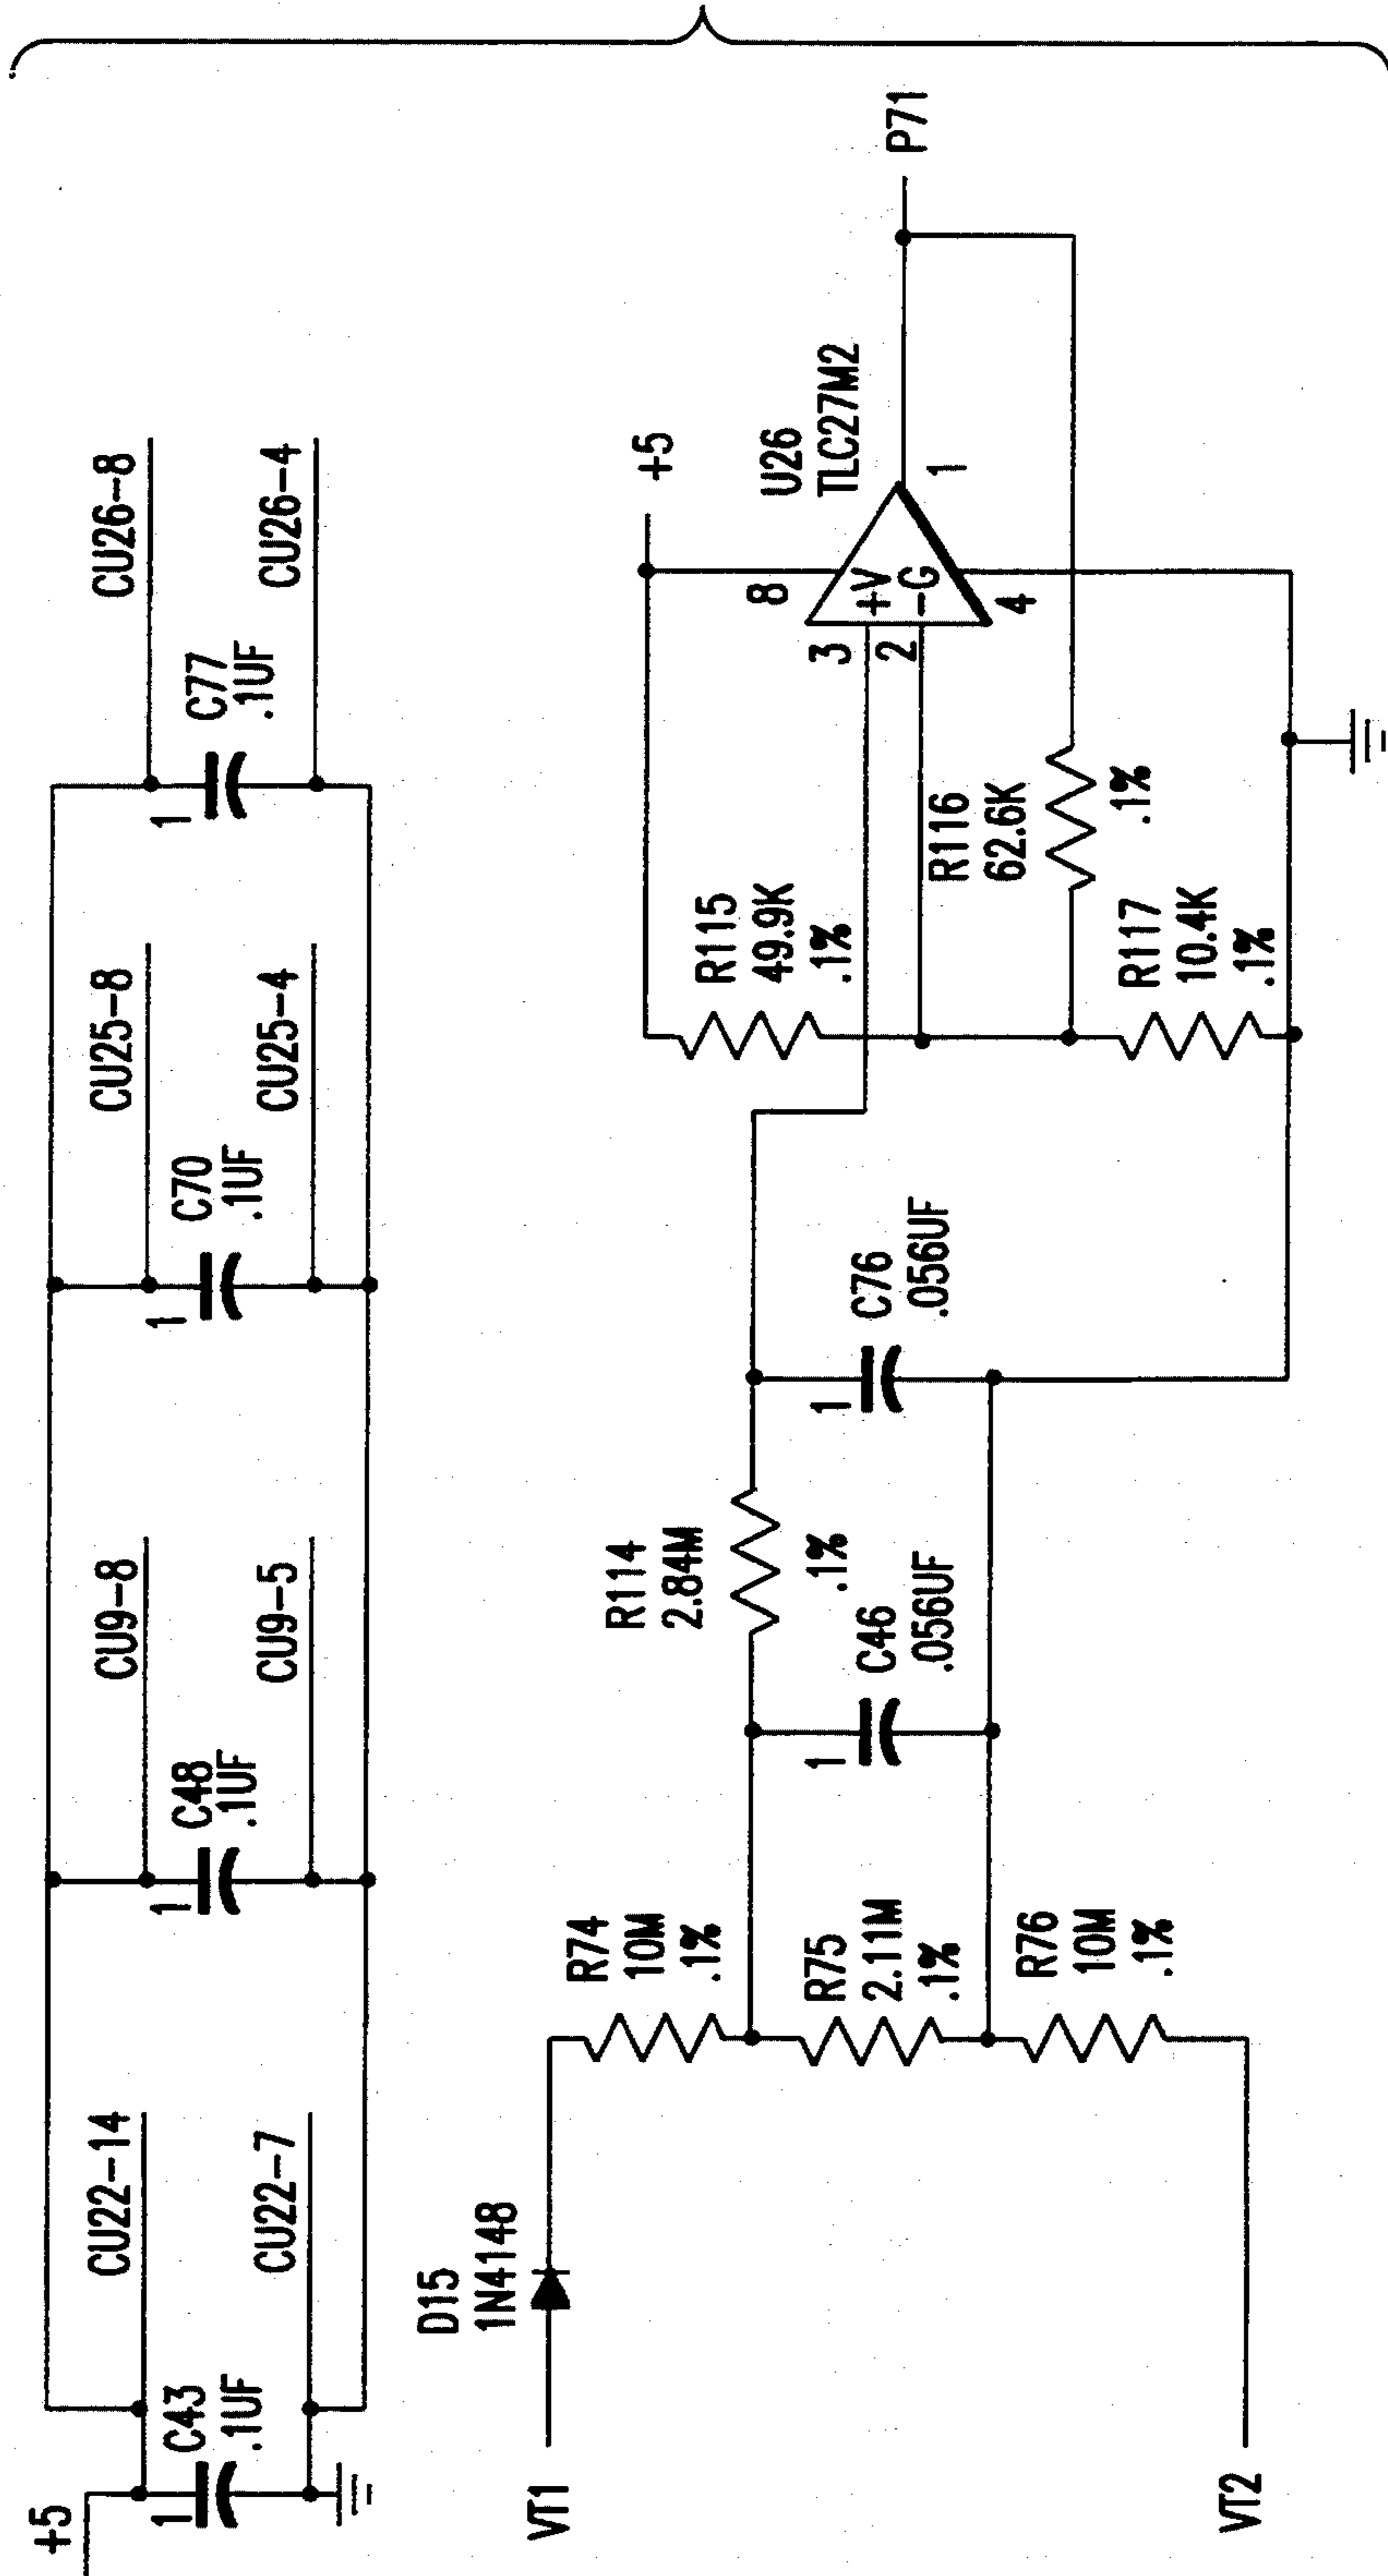 +5
1
C43
.1UF
CU22-14
CU22-7
1
C48
.1UF
CU9-8
CU9-5
1
C70
.1UF
CU25-8
CU25-4
1
C77
.1UF
CU26-8
CU26-4
VT1
D15
1N4148
VT2
R74
10M
.1%
R75
2.11M
.1%
R76
10M
.1%
1
C46
.056UF
R114
2.84M
.1%
1
C76
.056UF
R115
49.9K
.1%
R116
62.6K
.1%
R117
10.4K
.1%
+5
8
3
2
+V
-G
4
U26
TLC27M2
1
P71